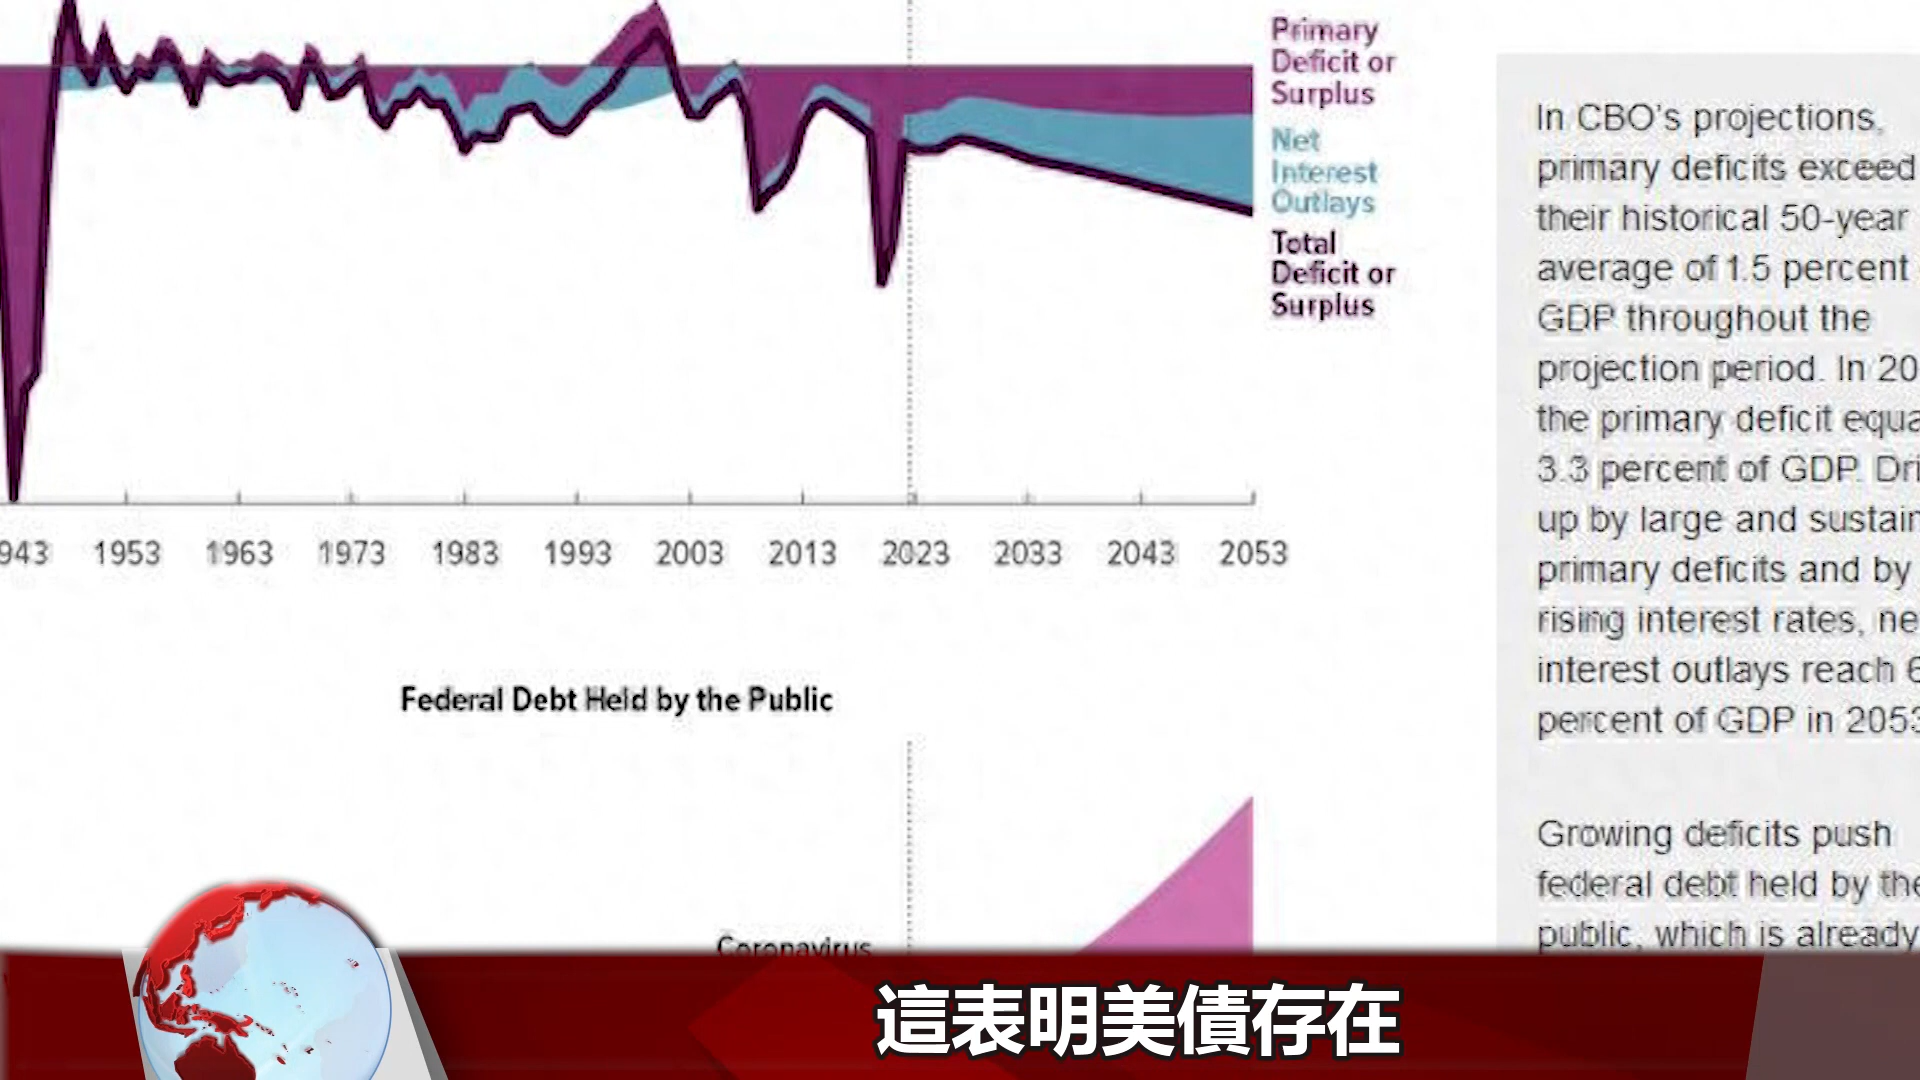 Primary
Deficit or
Surplus
Net
Interest
Outlays
Total
Deficit or
Surplus
943 1953 1963 1973 1983 1993 2003 2013 2023 2033 2043 2053
Federal Debt Held by the Public
Coronavirus
In CBO's projections,
primary deficits exceed
their historical 50-year
average of 1.5 percent
GDP throughout the
projection period. In 20
the primary deficit equa
3.3 percent of GDP. Dri
up by large and sustain
primary deficits and by
rising interest rates, ne
interest outlays reach 6
percent of GDP in 2053
Growing deficits push
federal debt held by the
public, which is already
這表明美債存在